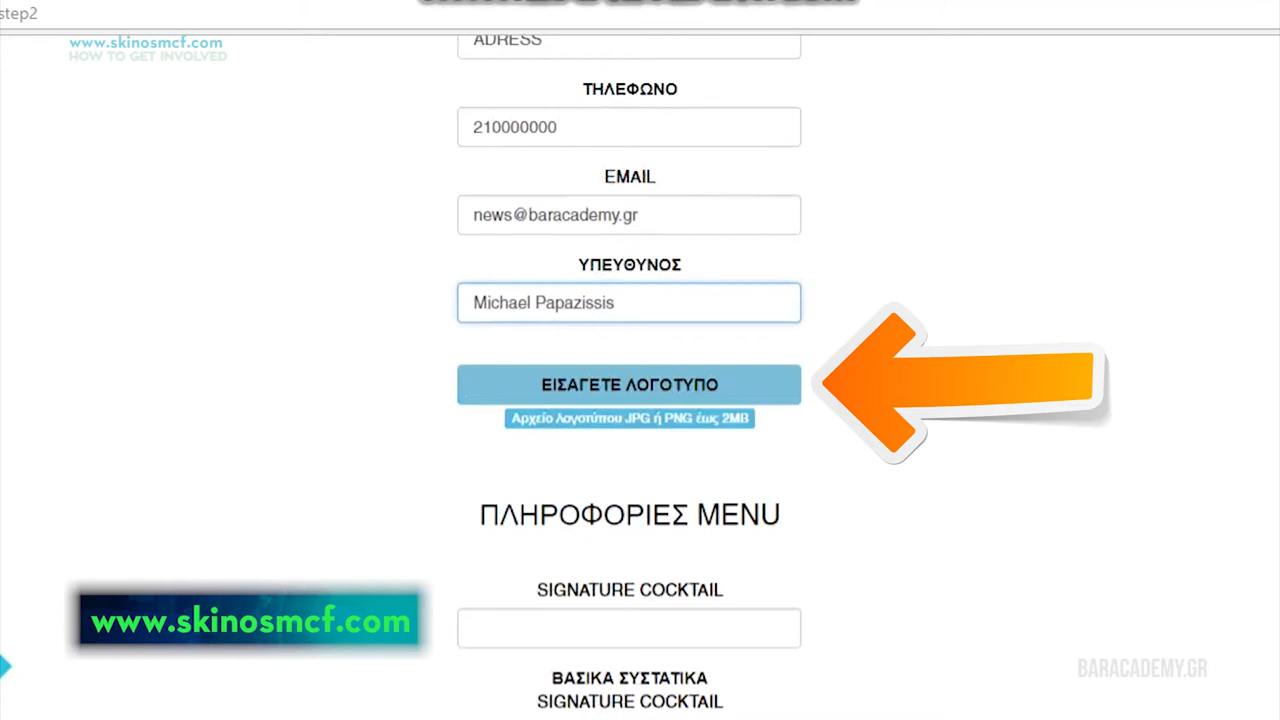 step2
www.skinosmcf.com
HOW TO GET INVOLVED
ADRESS
ΤΗΛΕΦΩΝΟ
210000000
EMAIL
news@baracademy.gr
ΥΠΕΥΘΥΝΟΣ
Michael Papazissis
ΕΙΣΑΓΕΤΕ ΛΟΓΟΤΥΠΟ
Αρχείο λογοτύπου JPG ή PNG έως 2MB
ΠΛΗΡΟΦΟΡΙΕΣ MENU
SIGNATURE COCKTAIL
www.skinosmcf.com
ΒΑΣΙΚΑ ΣΥΣΤΑΤΙΚΑ
SIGNATURE COCKTAIL
BARACADEMY.GR